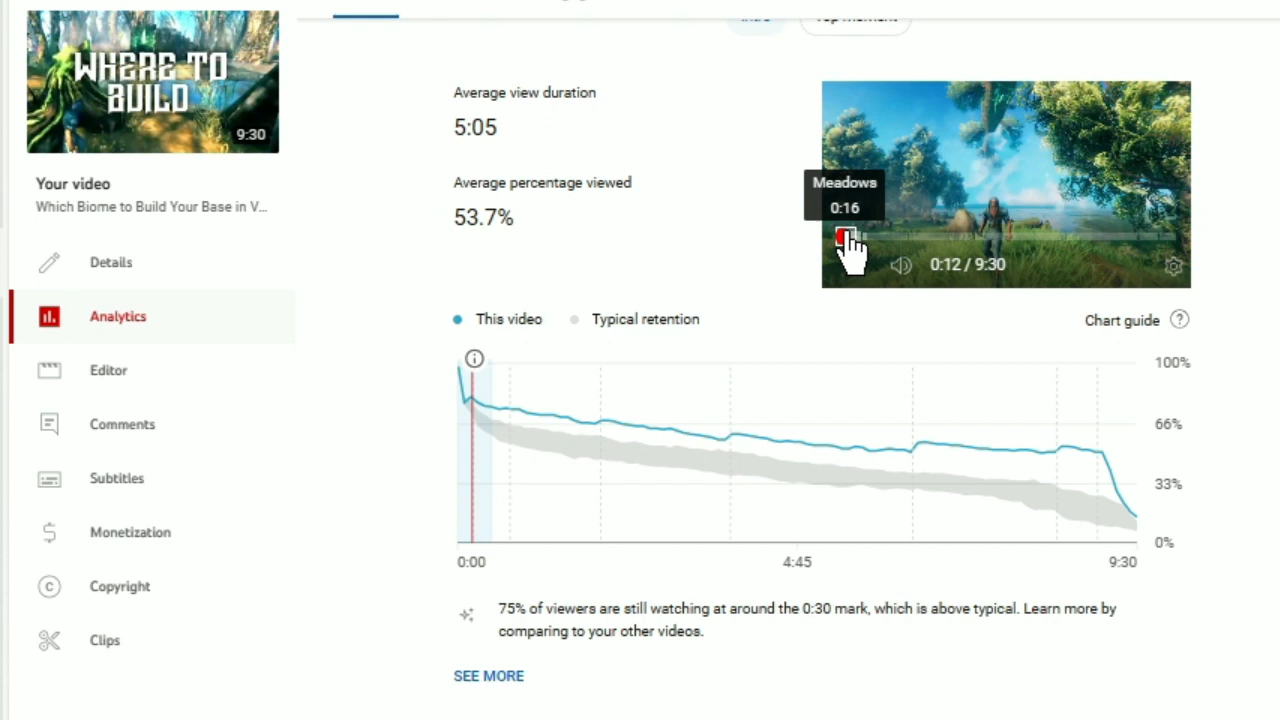 WHERE TO
BUILD
9:30
Your video
Which Biome to Build Your Base in V...
Details
Analytics
Editor
Comments
Subtitles
Monetization
Copyright
Clips
Intro
Top moment
Average view duration
5:05
Average percentage viewed
53.7%
Meadows
0:16
0:12 / 9:30
This video
Typical retention
Chart guide
100%
66%
33%
0%
0:00
4:45
9:30
75% of viewers are still watching at around the 0:30 mark, which is above typical. Learn more by
comparing to your other videos.
SEE MORE